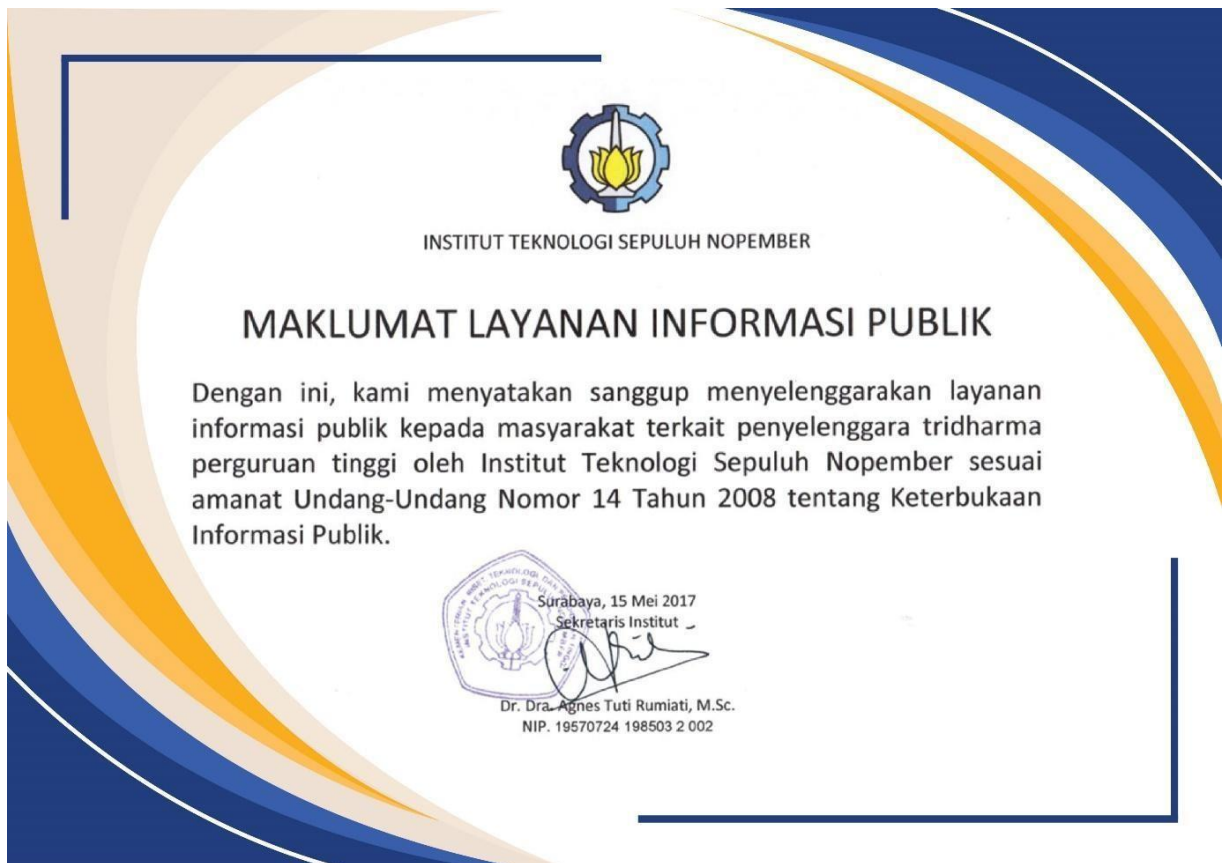 INSTITUT TEKNOLOGI SEPULUH NOPEMBER
MAKLUMAT LAYANAN INFORMASI PUBLIK
Dengan ini, kami menyatakan sanggup menyelenggarakan layanan
informasi publik kepada masyarakat terkait penyelenggara tridharma
perguruan tinggi oleh Institut Teknologi Sepuluh Nopember sesuai
amanat Undang-Undang Nomor 14 Tahun 2008 tentang Keterbukaan
Informasi Publik.
Surabaya, 15 Mei 2017
Sekretaris Institut
Dr. Dra. Agnes Tuti Rumiati, M.Sc.
NIP. 19570724 198503 2 002